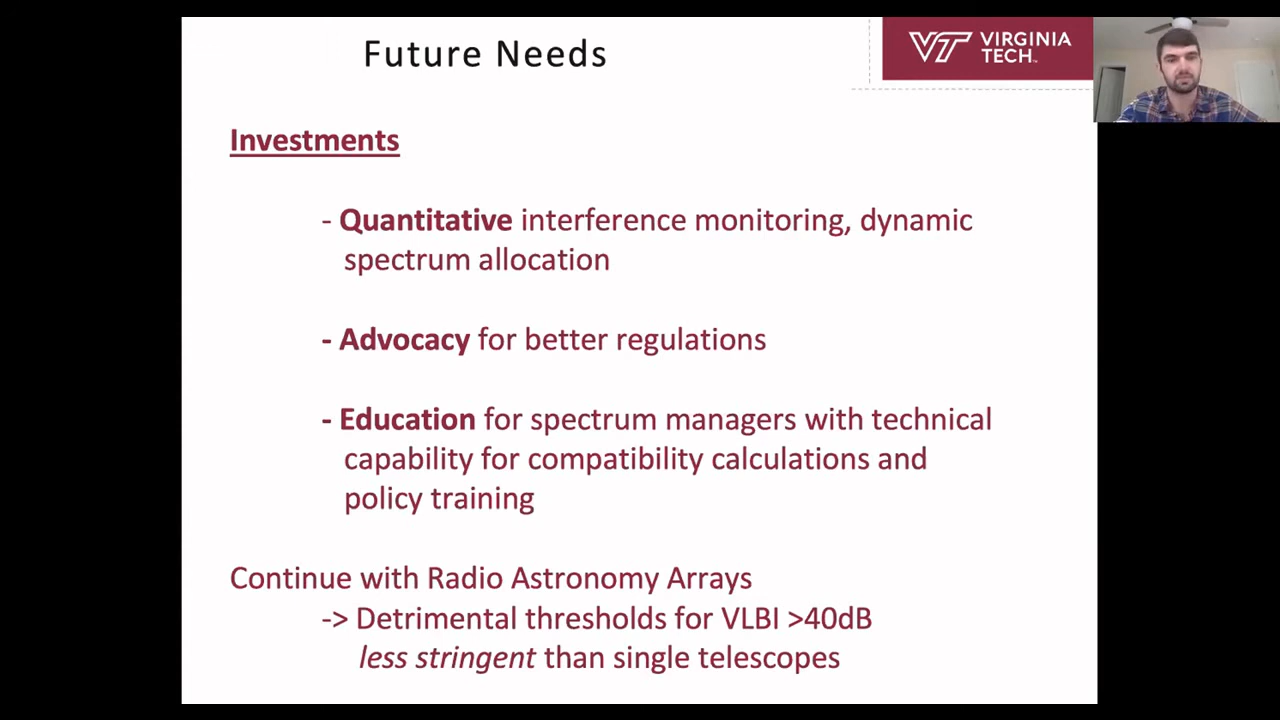 Future Needs
VT VIRGINIA
TECH™
Investments
- Quantitative interference monitoring, dynamic
spectrum allocation
- Advocacy for better regulations
- Education for spectrum managers with technical
capability for compatibility calculations and
policy training
Continue with Radio Astronomy Arrays
-> Detrimental thresholds for VLBI >40dB
less stringent than single telescopes